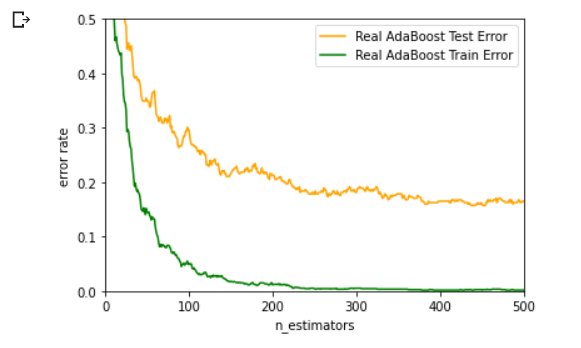 Real AdaBoost Test Error
Real AdaBoost Train Error
0.5
0.4
0.3
0.2
0.1
0.0
error rate
0 100 200 300 400 500
n_estimators